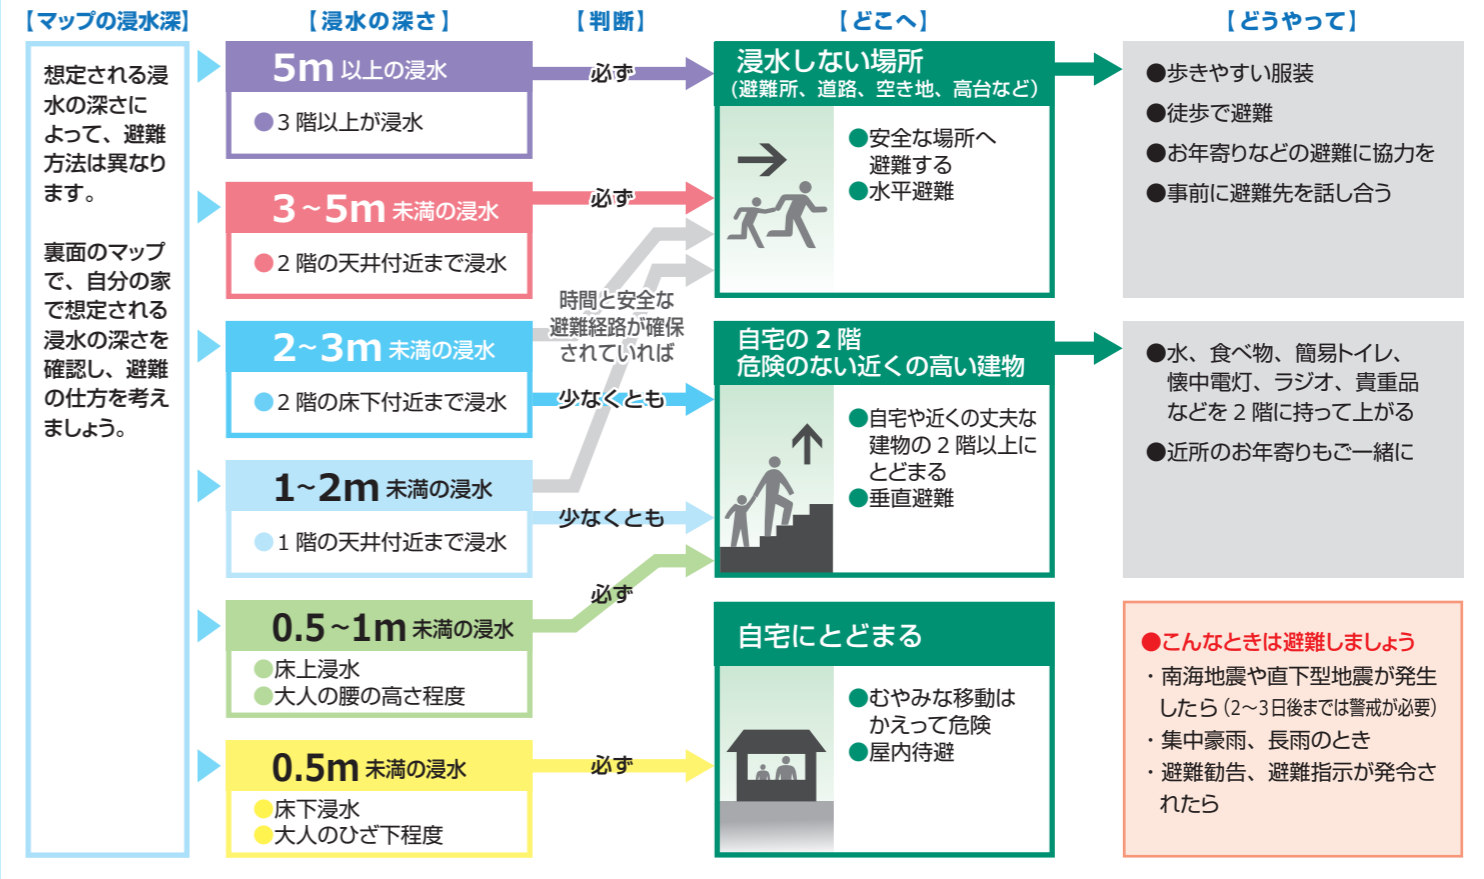 【マップの浸水深】
【浸水の深さ】
【判断】
【どこへ】
【どうやって】
想定される浸
水の深さに
よって、避難
方法は異なり
ます。
裏面のマップ
で、自分の家
で想定される
浸水の深さを
確認し、避難
の仕方を考え
ましょう。
5m 以上の浸水
●3 階以上が浸水
必ず
3～5m 未満の浸水
●2 階の天井付近まで浸水
必ず
2～3m 未満の浸水
●2 階の床下付近まで浸水
時間と安全な
避難経路が確保
されていれば
少なくとも
1～2m 未満の浸水
●1 階の天井付近まで浸水
少なくとも
0.5～1m 未満の浸水
●床上浸水
●大人の腰の高さ程度
必ず
0.5m 未満の浸水
●床下浸水
●大人のひざ下程度
必ず
浸水しない場所
（避難所、道路、空き地、高台など）
●安全な場所へ
避難する
●水平避難
自宅の 2 階
危険のない近くの高い建物
●自宅や近くの丈夫な
建物の 2 階以上に
とどまる
●垂直避難
自宅にとどまる
●むやみな移動は
かえって危険
●屋内待避
●歩きやすい服装
●徒歩で避難
●お年寄りなどの避難に協力を
●事前に避難先を話し合う
●水、食べ物、簡易トイレ、
懐中電灯、ラジオ、貴重品
などを 2 階に持って上がる
●近所のお年寄りもご一緒に
●こんなときは避難しましょう
・南海地震や直下型地震が発生
したら（2～3日後までは警戒が必要）
・集中豪雨、長雨のとき
・避難勧告、避難指示が発令さ
れたら